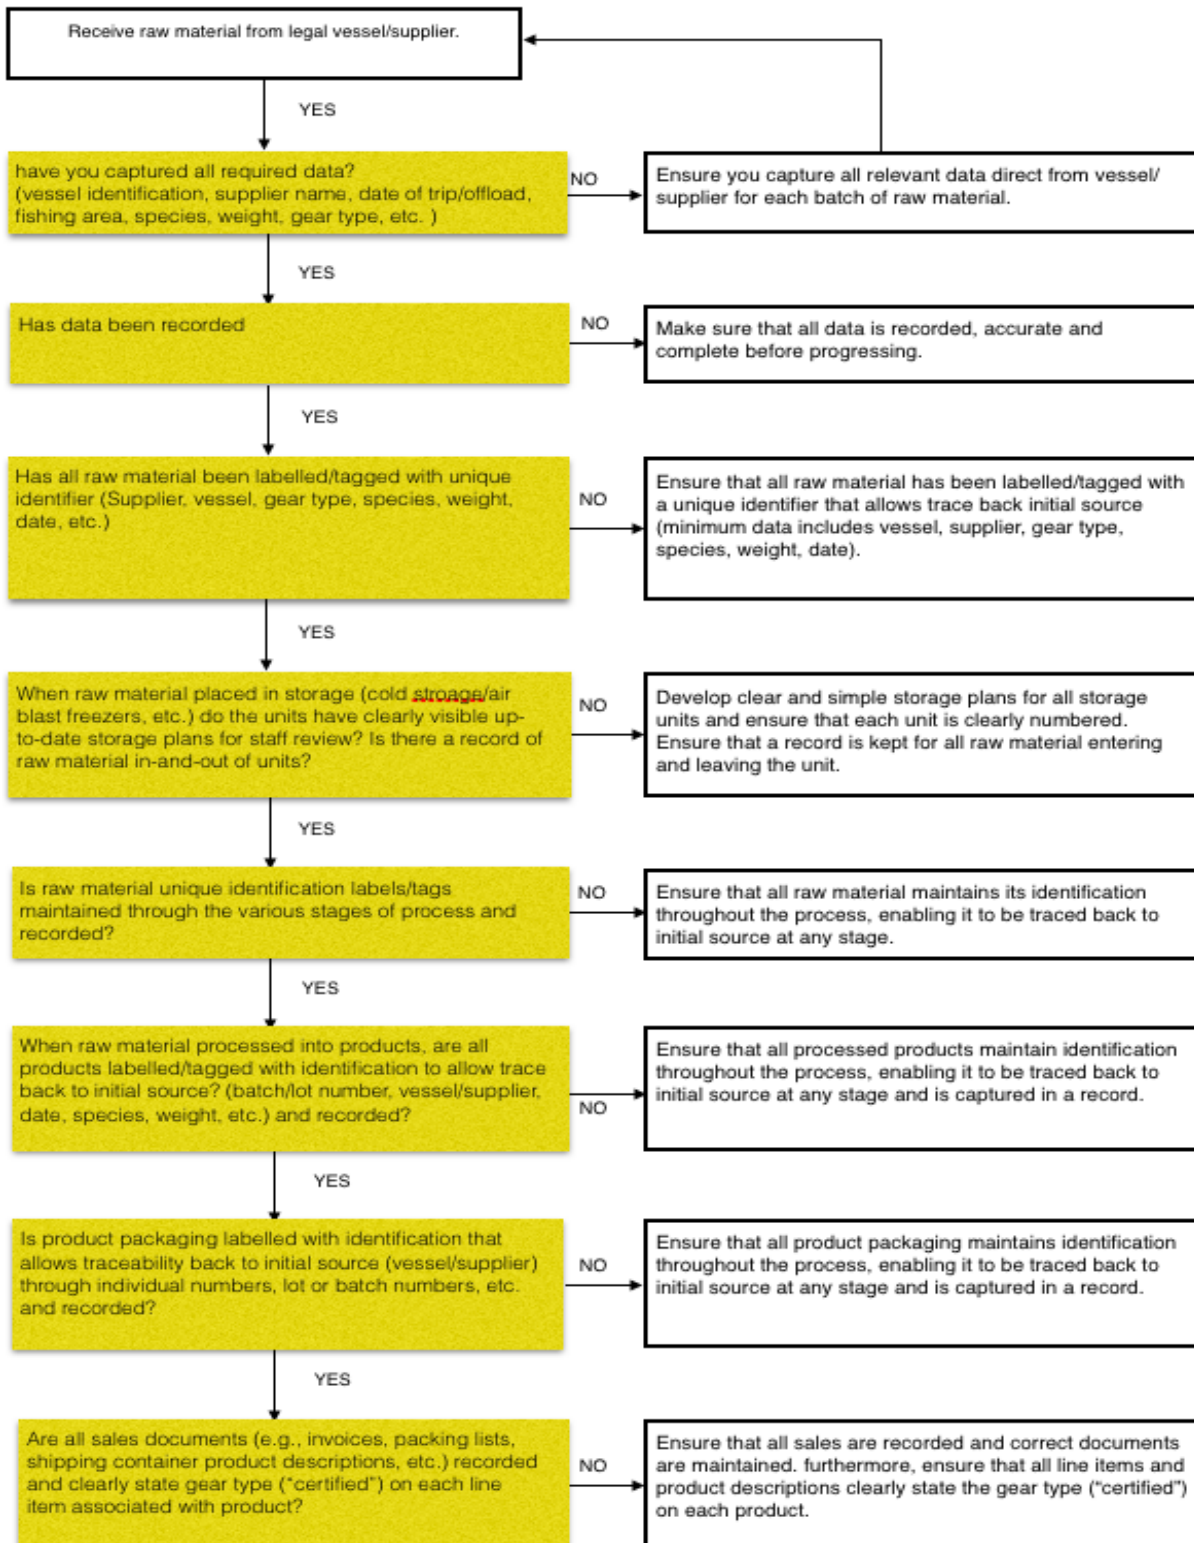 Receive raw material from legal vessel/supplier.
YES
have you captured all required data?
(vessel identification, supplier name, date of trip/offload,
fishing area, species, weight, gear type, etc. )
NO
Ensure you capture all relevant data direct from vessel/
supplier for each batch of raw material.
YES
Has data been recorded
NO
Make sure that all data is recorded, accurate and
complete before progressing.
YES
Has all raw material been labelled/tagged with unique
identifier (Supplier, vessel, gear type, species, weight,
date, etc.)
NO
Ensure that all raw material has been labelled/tagged with
a unique identifier that allows trace back initial source
(minimum data includes vessel, supplier, gear type,
species, weight, date).
YES
When raw material placed in storage (cold stroage/air
blast freezers, etc.) do the units have clearly visible up-
to-date storage plans for staff review? Is there a record of
raw material in-and-out of units?
NO
Develop clear and simple storage plans for all storage
units and ensure that each unit is clearly numbered.
Ensure that a record is kept for all raw material entering
and leaving the unit.
YES
Is raw material unique identification labels/tags
maintained through the various stages of process and
recorded?
NO
Ensure that all raw material maintains its identification
throughout the process, enabling it to be traced back to
initial source at any stage.
YES
When raw material processed into products, are all
products labelled/tagged with identification to allow trace
back to initial source? (batch/lot number, vessel/supplier,
date, species, weight, etc.) and recorded?
NO
Ensure that all processed products maintain identification
throughout the process, enabling it to be traced back to
initial source at any stage and is captured in a record.
YES
Is product packaging labelled with identification that
allows traceability back to initial source (vessel/supplier)
through individual numbers, lot or batch numbers, etc.
and recorded?
NO
Ensure that all product packaging maintains identification
throughout the process, enabling it to be traced back to
initial source at any stage and is captured in a record.
YES
Are all sales documents (e.g., invoices, packing lists,
shipping container product descriptions, etc.) recorded
and clearly state gear type (“certified”) on each line
item associated with product?
NO
Ensure that all sales are recorded and correct documents
are maintained. furthermore, ensure that all line items and
product descriptions clearly state the gear type (“certified”)
on each product.